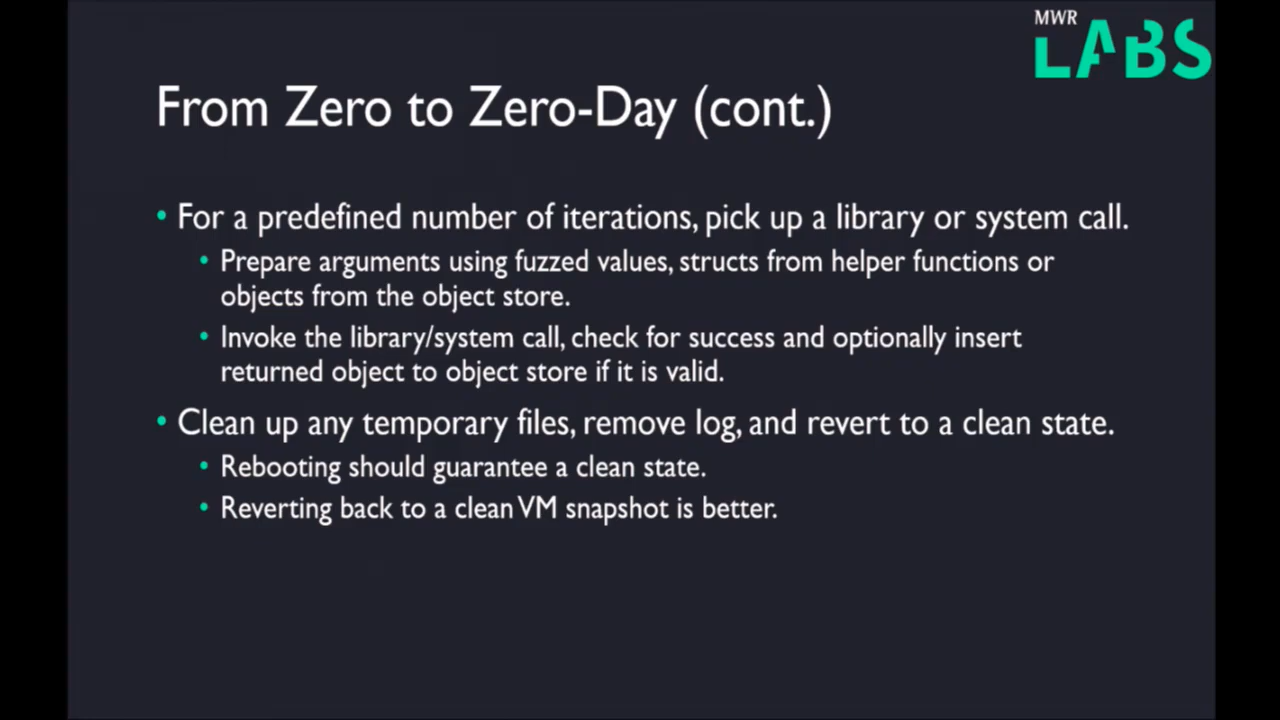 MWR
LABS
From Zero to Zero-Day (cont.)
• For a predefined number of iterations, pick up a library or system call.
• Prepare arguments using fuzzed values, structs from helper functions or
objects from the object store.
• Invoke the library/system call, check for success and optionally insert
returned object to object store if it is valid.
• Clean up any temporary files, remove log, and revert to a clean state.
• Rebooting should guarantee a clean state.
• Reverting back to a clean VM snapshot is better.